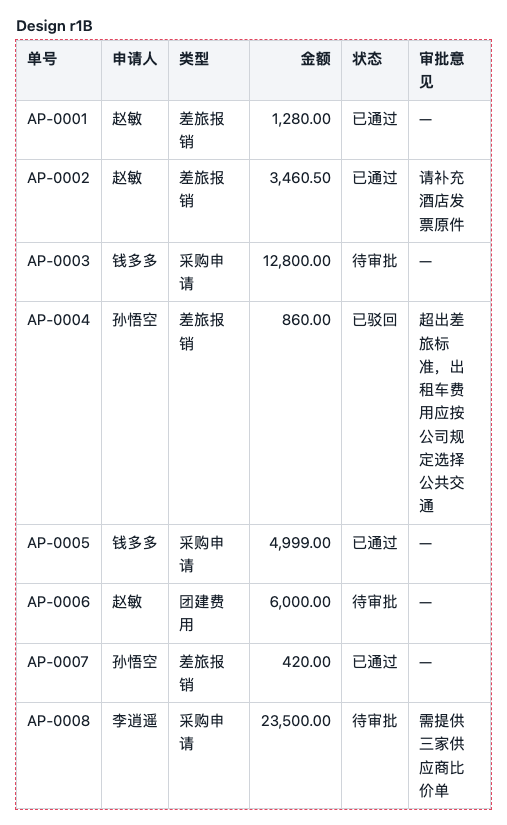 Design r1B
单号 申请人 类型 金额 状态 审批意
见
AP-0001 赵敏 差旅报 1,280.00 已通过 —
销
AP-0002 赵敏 差旅报 3,460.50 已通过 请补充
销 酒店发
票原件
AP-0003 钱多多 采购申 12,800.00 待审批 —
请
AP-0004 孙悟空 差旅报 860.00 已驳回 超出差
销 旅标
准，出
租车费
用应按
公司规
定选择
公共交
通
AP-0005 钱多多 采购申 4,999.00 已通过 —
请
AP-0006 赵敏 团建费 6,000.00 待审批 —
用
AP-0007 孙悟空 差旅报 420.00 已通过 —
销
AP-0008 李逍遥 采购申 23,500.00 待审批 需提供
请 三家供
应商比
价单